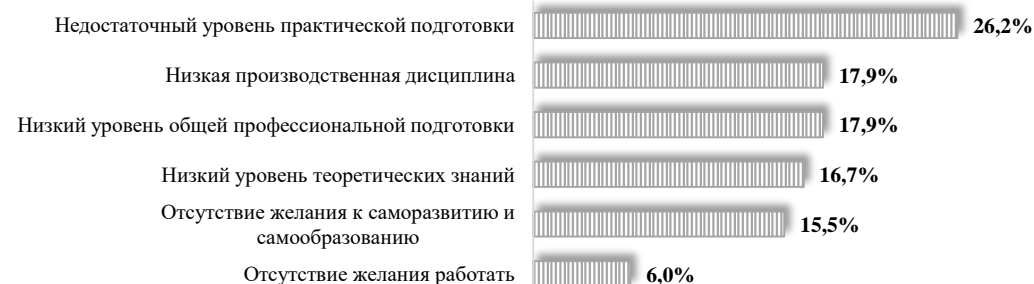 Недостаточный уровень практической подготовки 26,2%
Низкая производственная дисциплина 17,9%
Низкий уровень общей профессиональной подготовки 17,9%
Низкий уровень теоретических знаний 16,7%
Отсутствие желания к саморазвитию и
самообразованию 15,5%
Отсутствие желания работать 6,0%